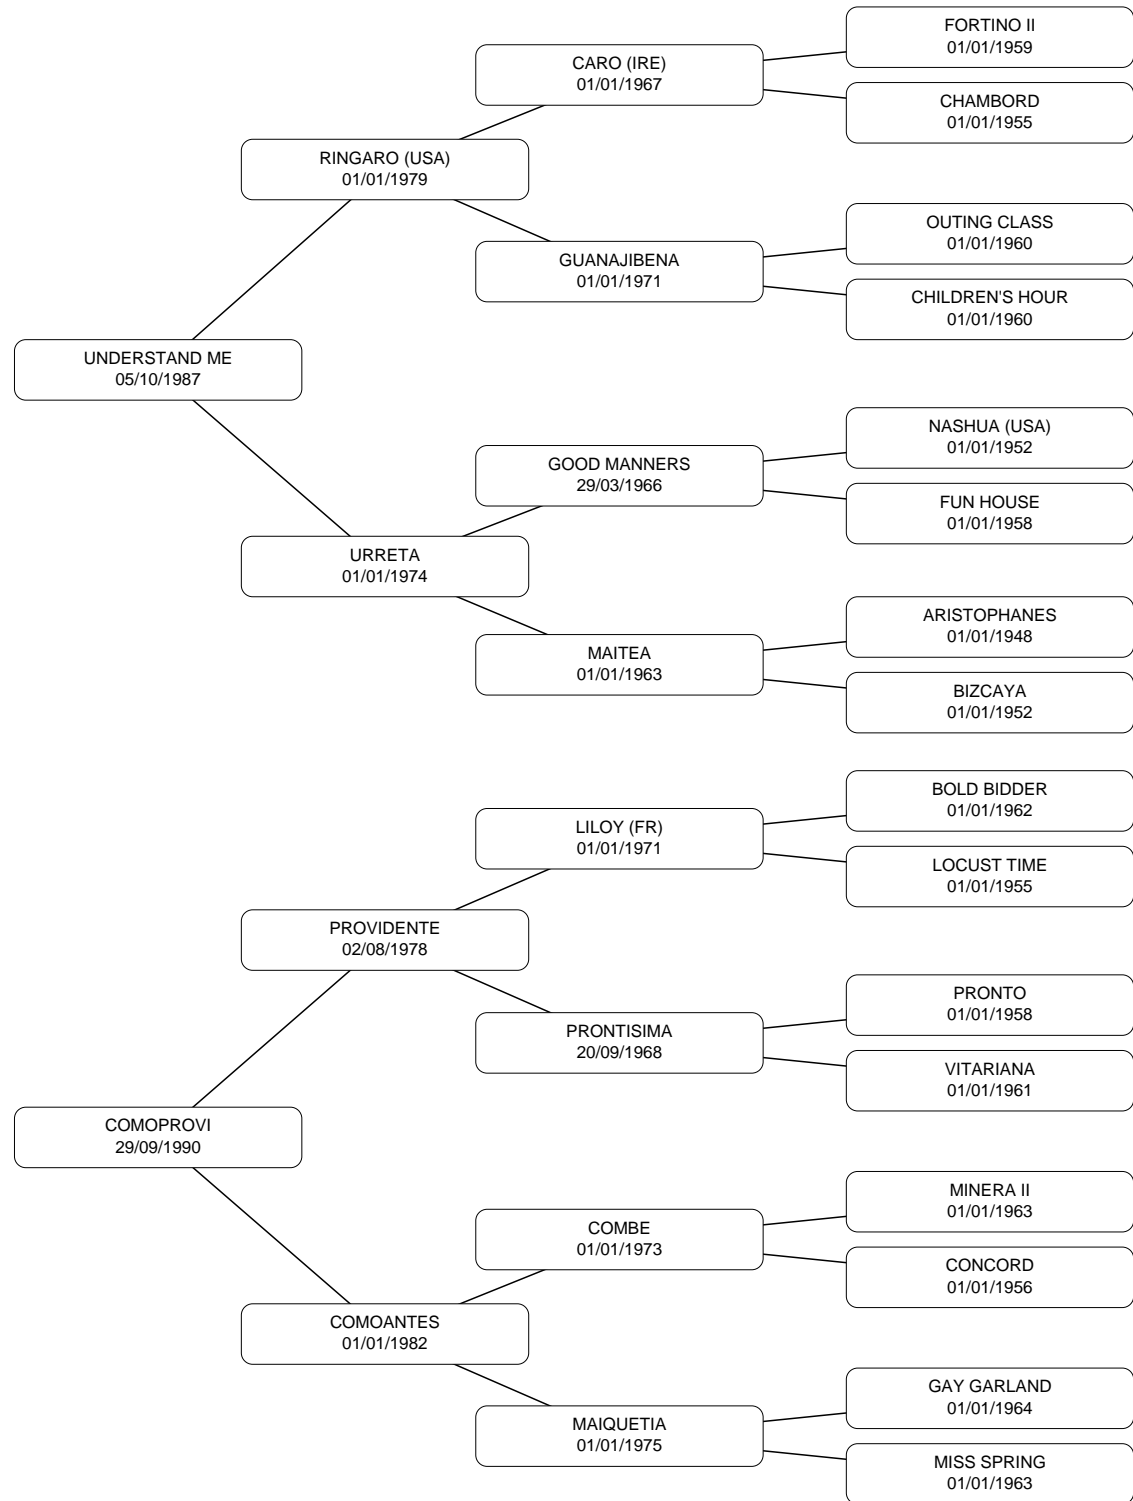 FORTINO II
01/01/1959
CARO (IRE)
01/01/1967
CHAMBORD
01/01/1955
RINGARO (USA)
01/01/1979
OUTING CLASS
01/01/1960
GUANAJIBENA
01/01/1971
CHILDREN'S HOUR
01/01/1960
UNDERSTAND ME
05/10/1987
NASHUA (USA)
01/01/1952
GOOD MANNERS
29/03/1966
FUN HOUSE
01/01/1958
URRETA
01/01/1974
ARISTOPHANES
01/01/1948
MAITEA
01/01/1963
BIZCAYA
01/01/1952
BOLD BIDDER
01/01/1962
LILOY (FR)
01/01/1971
LOCUST TIME
01/01/1955
PROVIDENTE
02/08/1978
PRONTO
01/01/1958
PRONTISIMA
20/09/1968
VITARIANA
01/01/1961
COMOPROVI
29/09/1990
MINERA II
01/01/1963
COMBE
01/01/1973
CONCORD
01/01/1956
COMOANTES
01/01/1982
GAY GARLAND
01/01/1964
MAIQUETIA
01/01/1975
MISS SPRING
01/01/1963